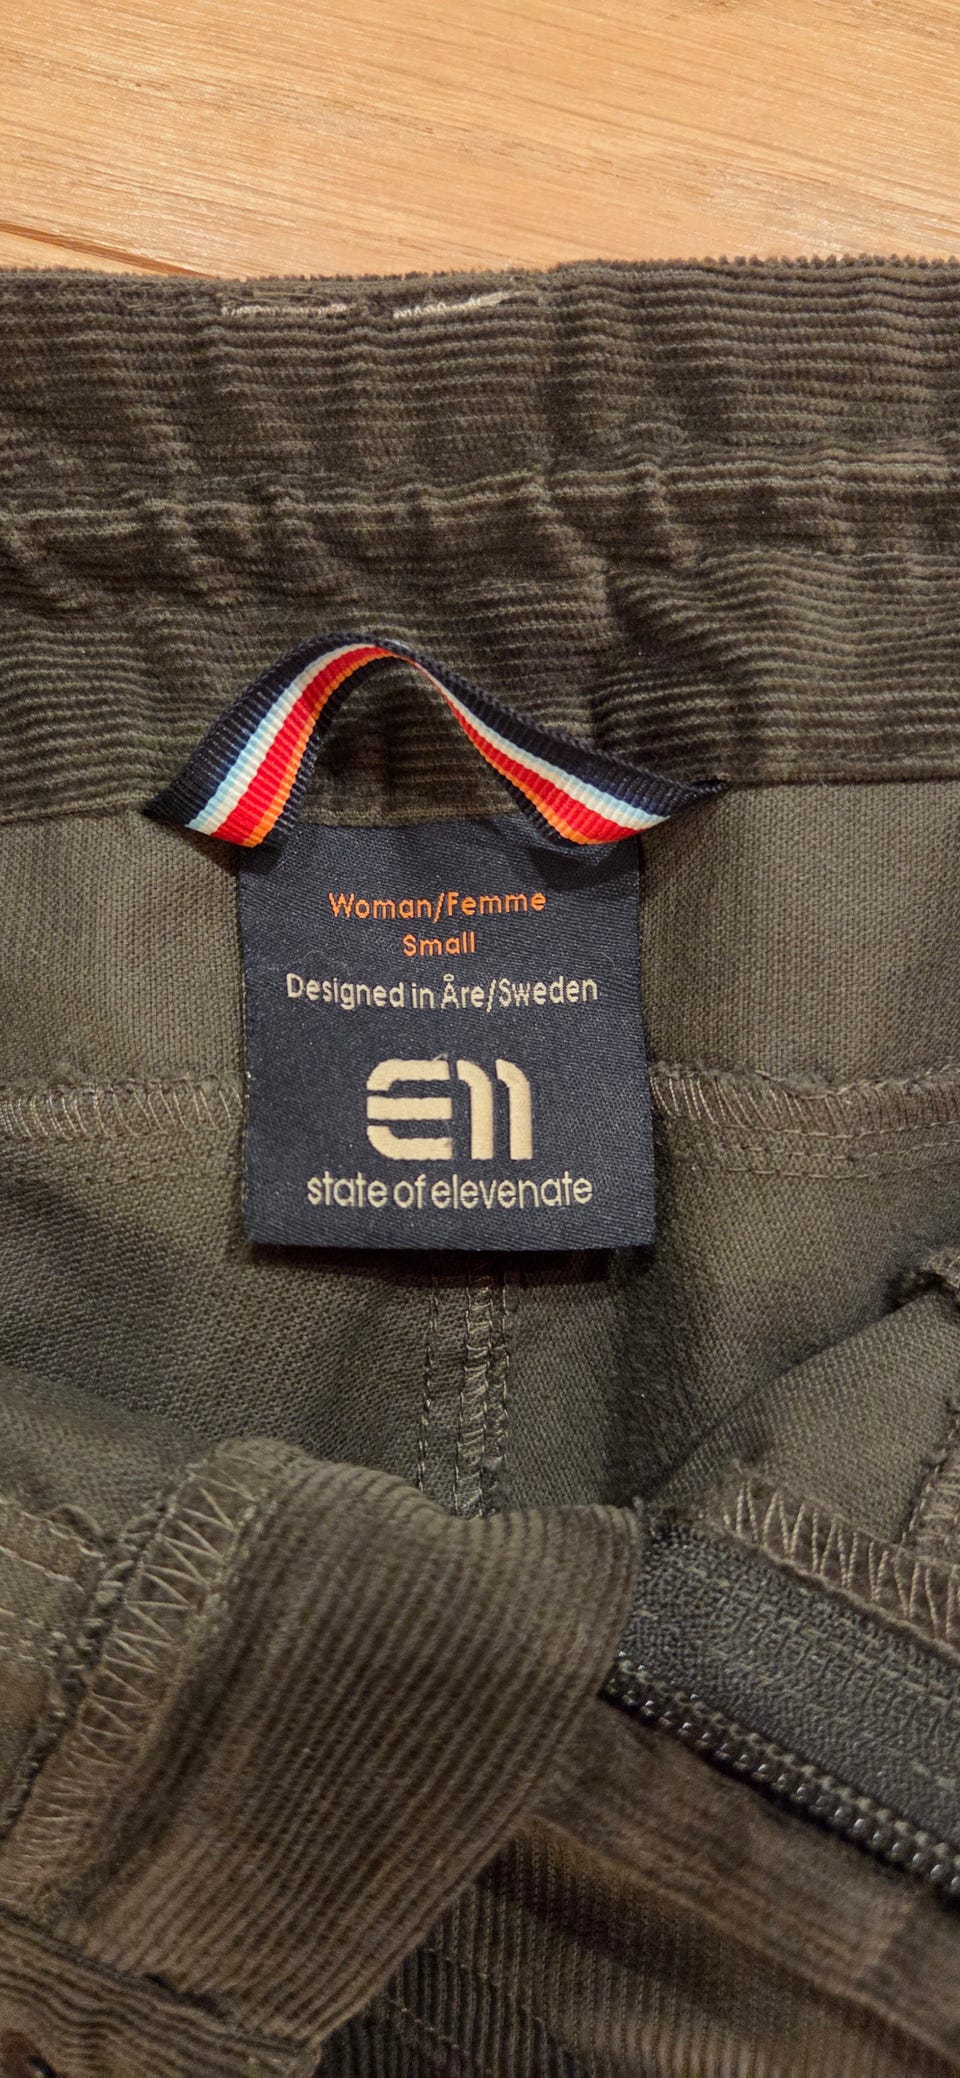 Woman/Femme
Small
Designed in Åre/Sweden
E11
state of elevenate